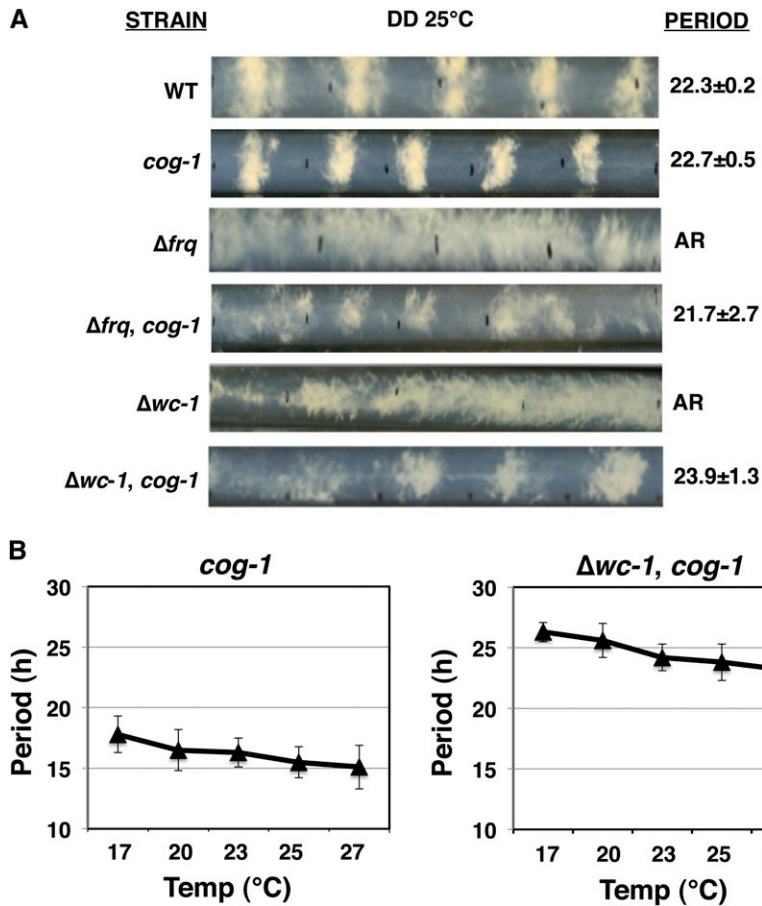 A
STRAIN DD 25°C PERIOD
WT 22.3±0.2
cog-1 22.7±0.5
Δfrq AR
Δfrq, cog-1 21.7±2.7
Δwc-1 AR
Δwc-1, cog-1 23.9±1.3
B
cog-1
Period (h)
30
25
20
15
10
17 20 23 25 27
Temp (°C)
Δwc-1, cog-1
Period (h)
30
25
20
15
10
17 20 23 25
Temp (°C)